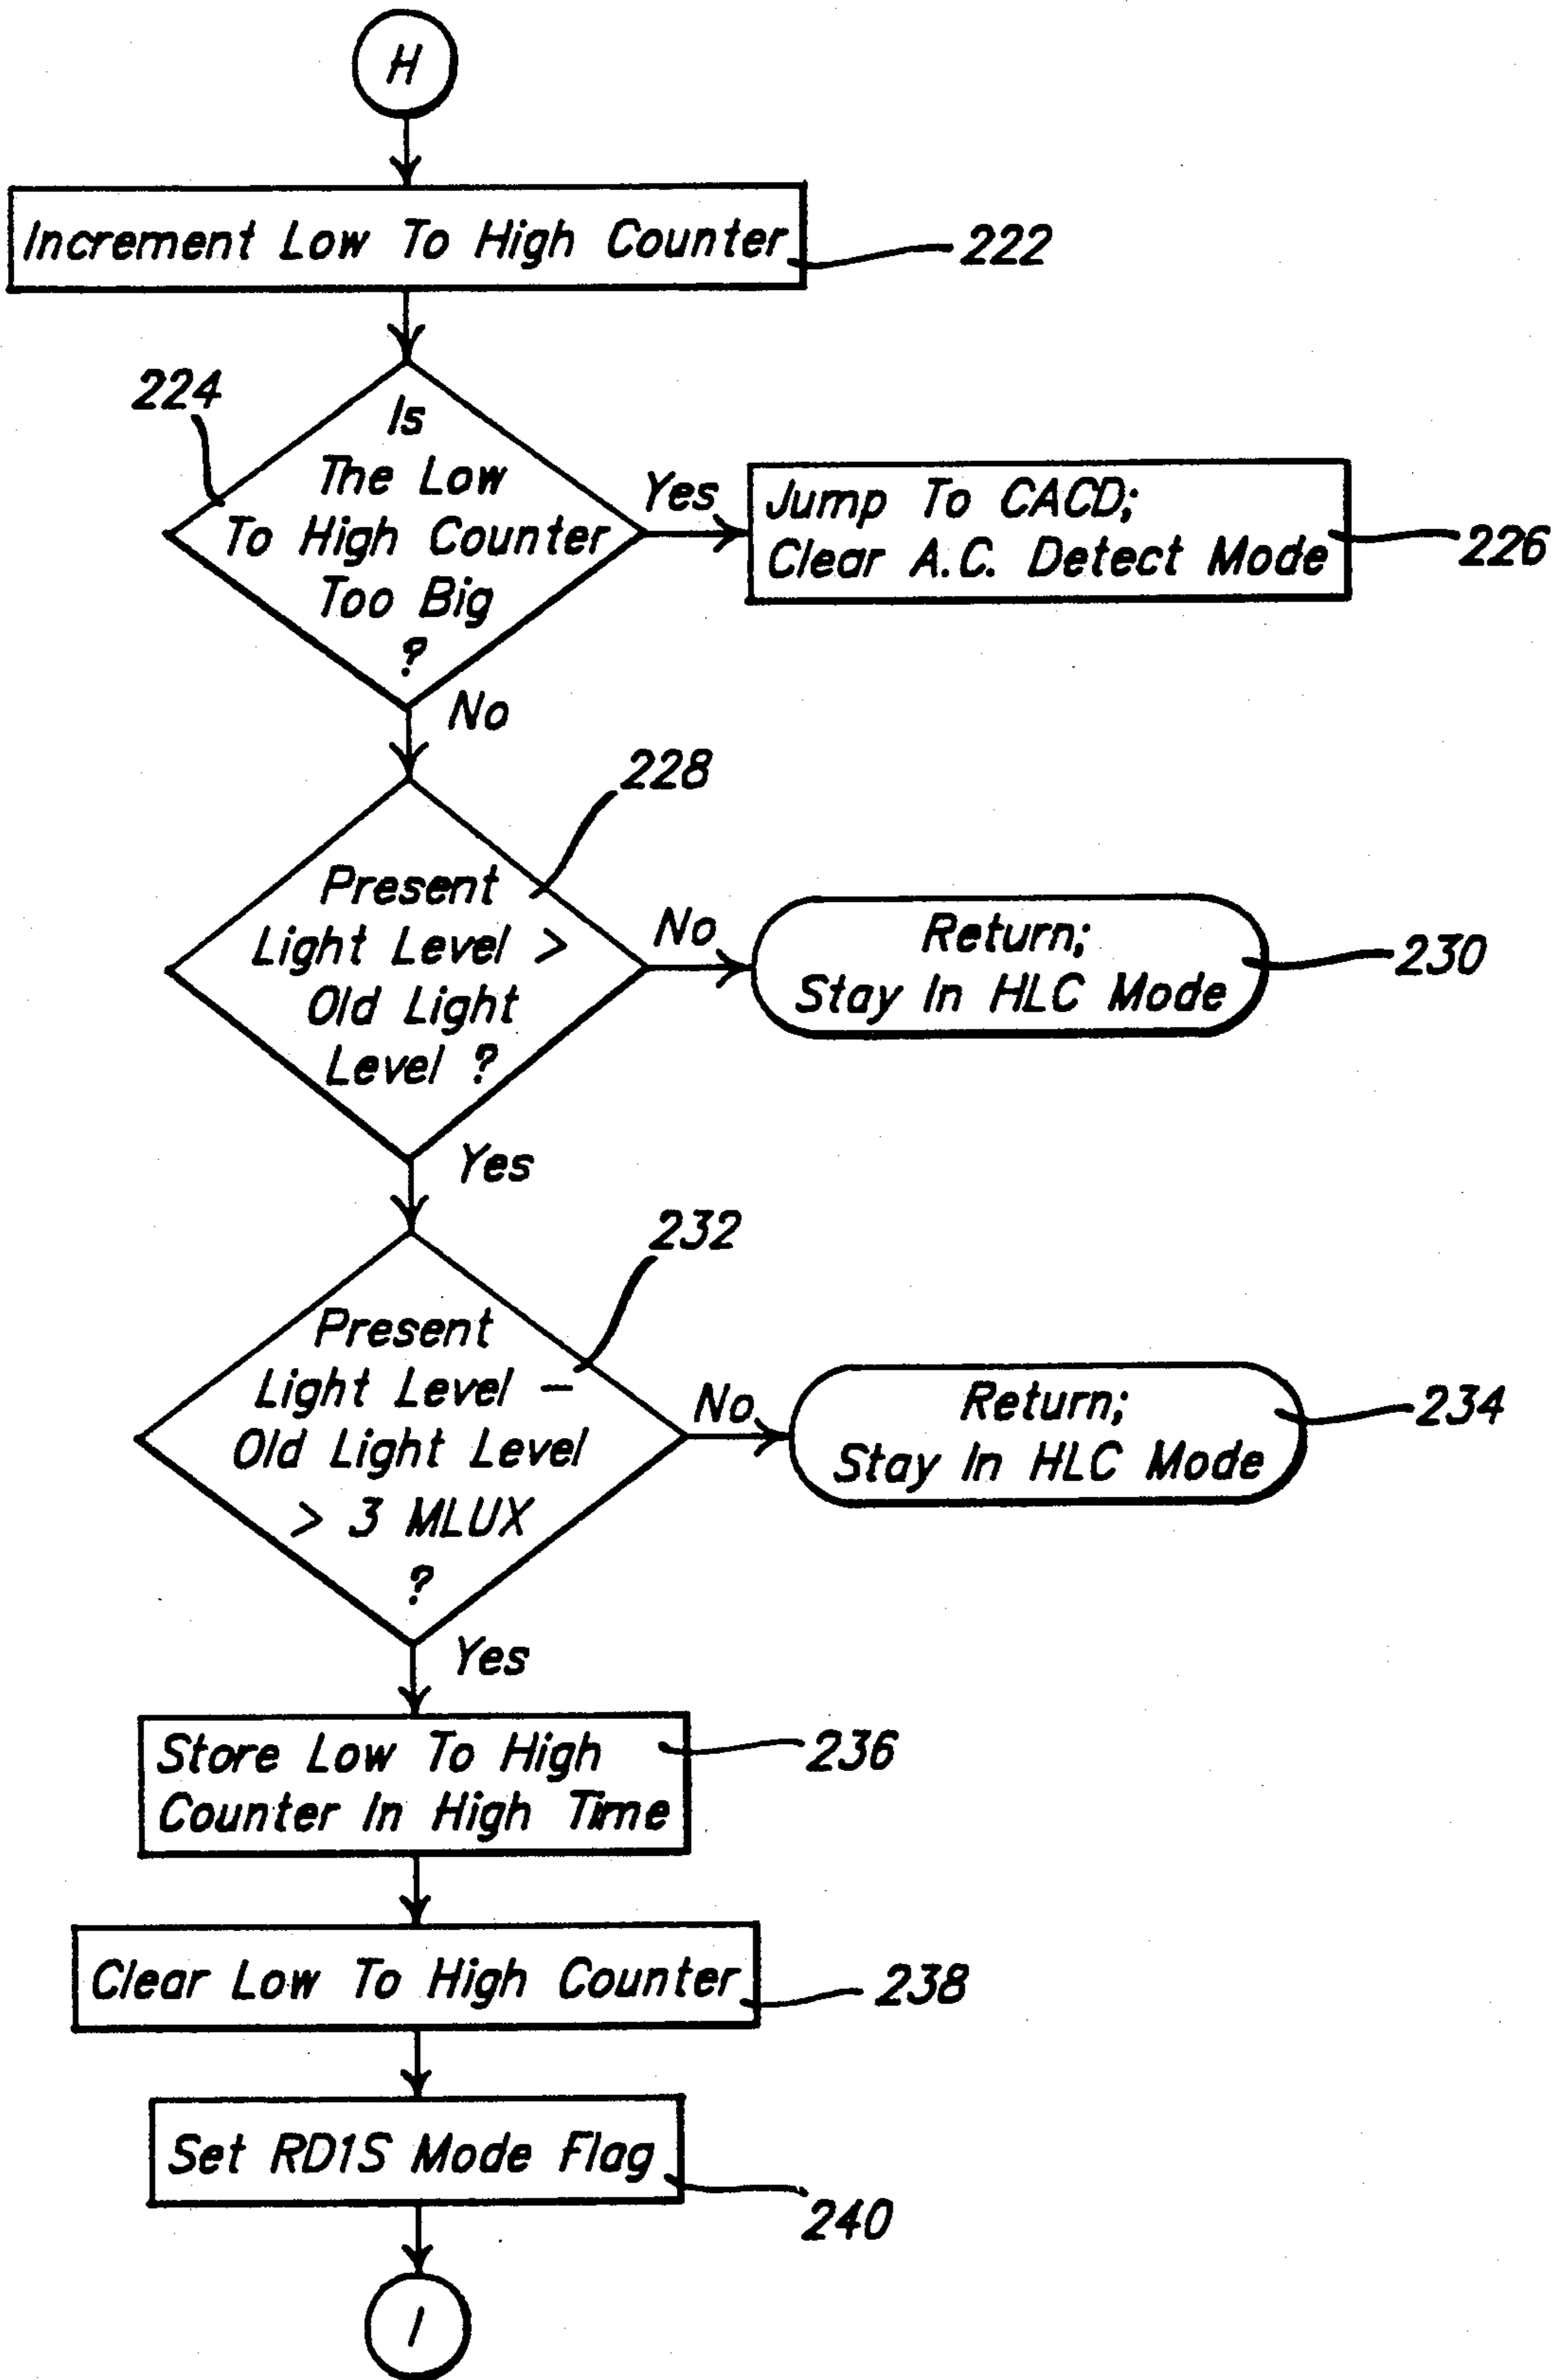 H
Increment Low To High Counter
222
224
Is
The Low
To High Counter
Too Big
?
Yes
Jump To CACD;
Clear A.C. Detect Mode
226
No
228
Present
Light Level >
Old Light
Level ?
No
Return;
Stay In HLC Mode
230
Yes
232
Present
Light Level –
Old Light Level
> 3 MLUX
?
No
Return;
Stay In HLC Mode
234
Yes
Store Low To High
Counter In High Time
236
Clear Low To High Counter
238
Set RD1S Mode Flag
240
I